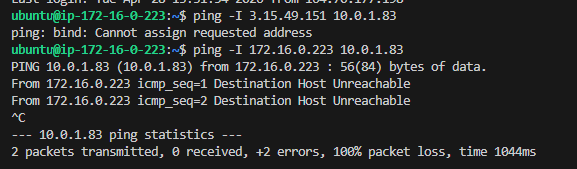 ubuntu@ip-172-16-0-223:~$ ping -I 3.15.49.151 10.0.1.83
ping: bind: Cannot assign requested address
ubuntu@ip-172-16-0-223:~$ ping -I 172.16.0.223 10.0.1.83
PING 10.0.1.83 (10.0.1.83) from 172.16.0.223 : 56(84) bytes of data.
From 172.16.0.223 icmp_seq=1 Destination Host Unreachable
From 172.16.0.223 icmp_seq=2 Destination Host Unreachable
^C
--- 10.0.1.83 ping statistics ---
2 packets transmitted, 0 received, +2 errors, 100% packet loss, time 1044ms